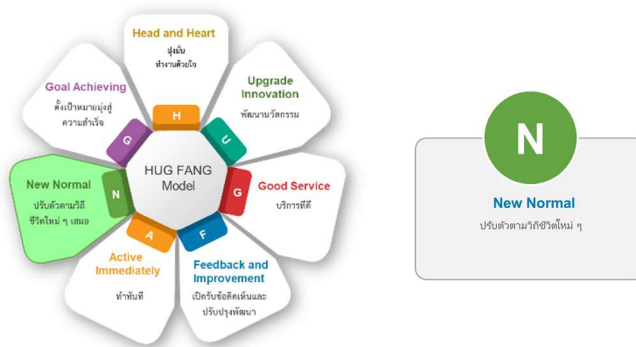 Head and Heart
มุ่งมั่น
ทำงานด้วยใจ
Upgrade
Innovation
พัฒนานวัตกรรม
Good Service
บริการที่ดี
Feedback and
Improvement
เปิดรับข้อคิดเห็นและ
ปรับปรุงพัฒนา
Active
Immediately
ทำทันที
New Normal
ปรับตัวตามวิถี
ชีวิตใหม่ ๆ เสมอ
Goal Achieving
ตั้งเป้าหมายมุ่งสู่
ความสำเร็จ
H
U
G
F
A
N
G
HUG FANG
Model
N
New Normal
ปรับตัวตามวิถีชีวิตใหม่ ๆ